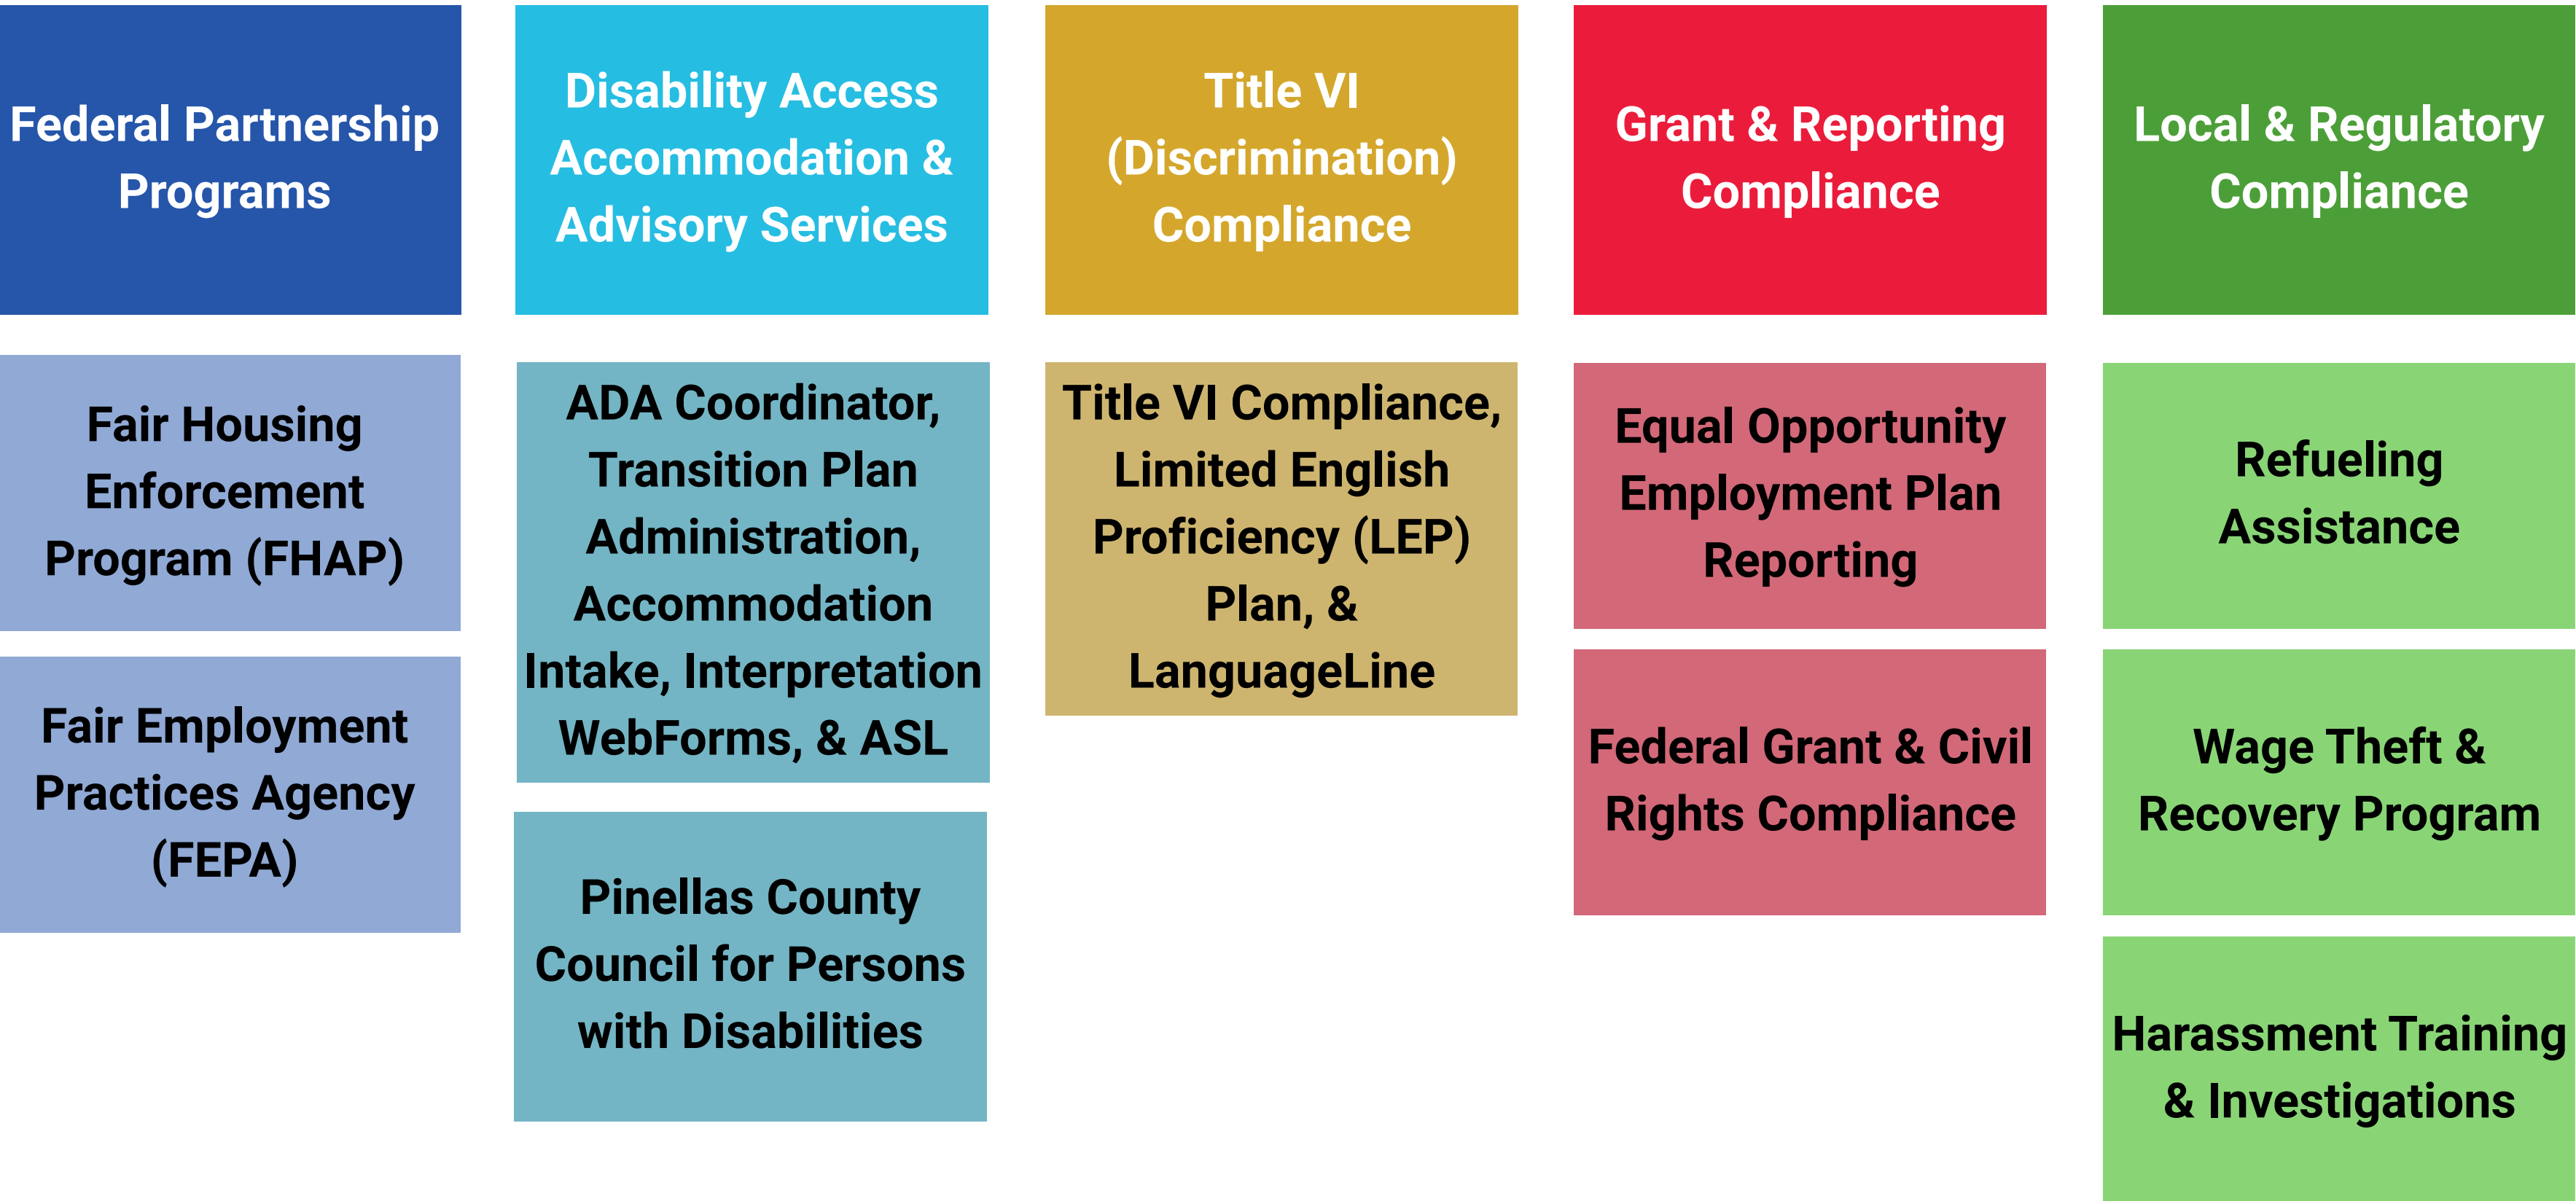 Federal Partnership
Programs
Disability Access
Accommodation &
Advisory Services
Title VI
(Discrimination)
Compliance
Grant & Reporting
Compliance
Local & Regulatory
Compliance
Fair Housing
Enforcement
Program (FHAP)
Fair Employment
Practices Agency
(FEPA)
ADA Coordinator,
Transition Plan
Administration,
Accommodation
Intake, Interpretation
WebForms, & ASL
Pinellas County
Council for Persons
with Disabilities
Title VI Compliance,
Limited English
Proficiency (LEP)
Plan, &
LanguageLine
Equal Opportunity
Employment Plan
Reporting
Federal Grant & Civil
Rights Compliance
Refueling
Assistance
Wage Theft &
Recovery Program
Harassment Training
& Investigations